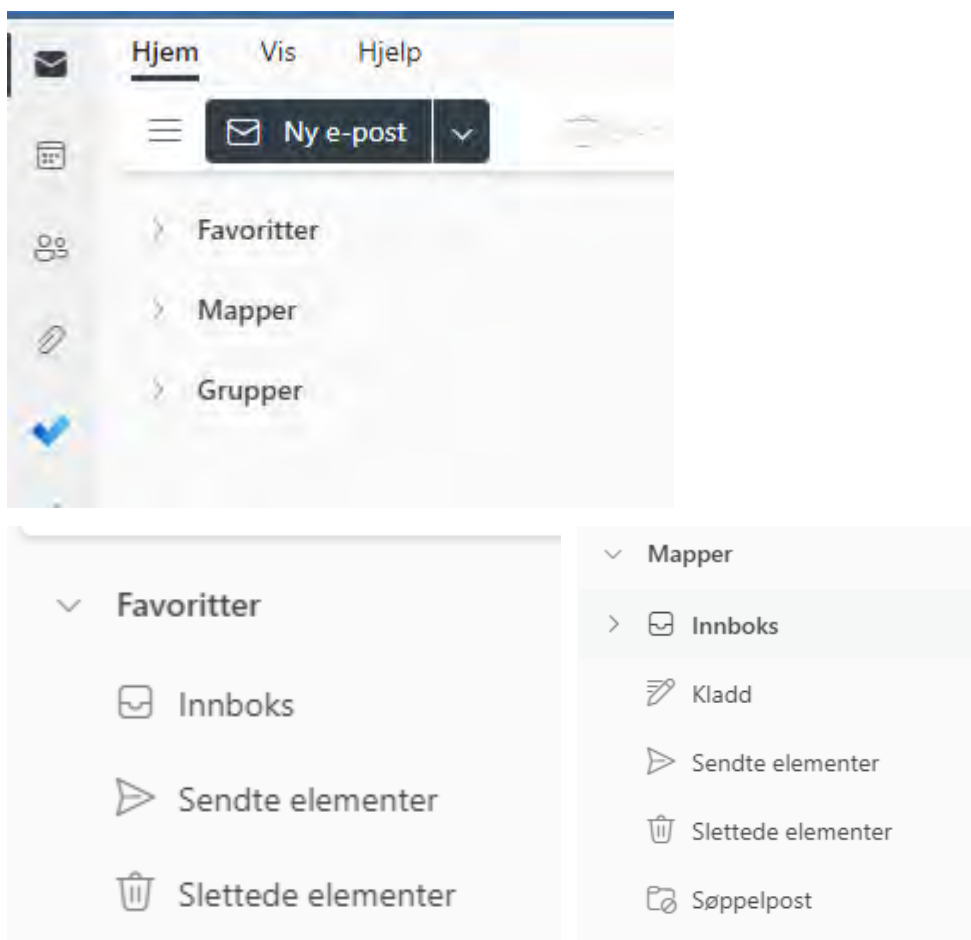 Hjem Vis Hjelp
Ny e-post
Favoritter
Mapper
Grupper
Favoritter
Innboks
Sendte elementer
Slettede elementer
Mapper
Innboks
Kladd
Sendte elementer
Slettede elementer
Søppelpost